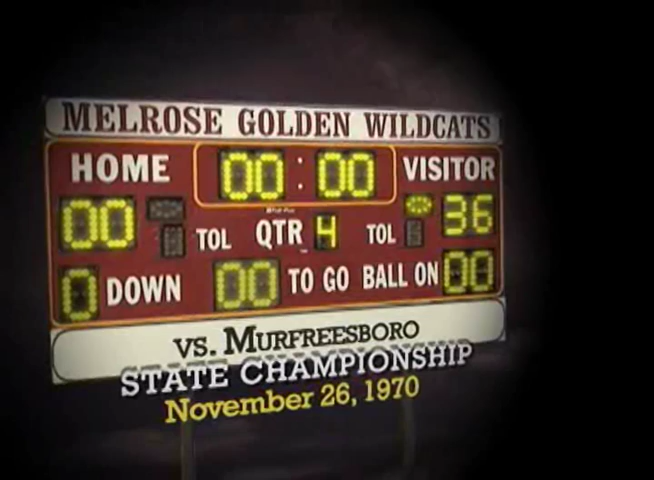 MELROSE GOLDEN WILDCATS
HOME 00:00 VISITOR
00 TOL QTR 4 TOL 36
0 DOWN 00 TO GO BALL ON 00
VS. MURFREESBORO
STATE CHAMPIONSHIP
November 26, 1970